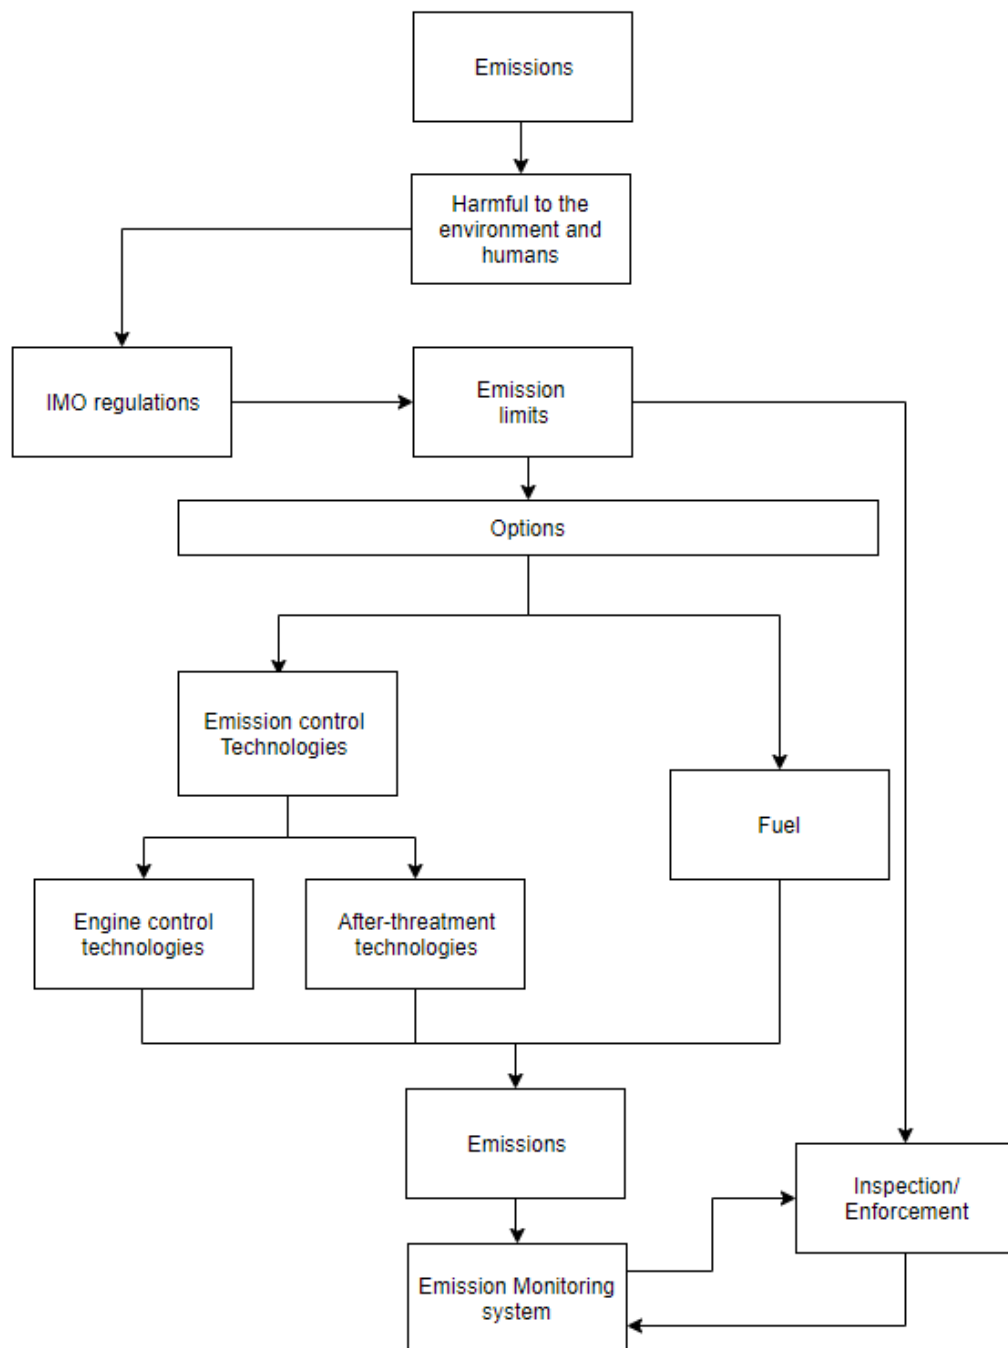 Emissions
Harmful to the
environment and
humans
IMO regulations
Emission
limits
Options
Emission control
Technologies
Fuel
Engine control
technologies
After-threatment
technologies
Emissions
Inspection/
Enforcement
Emission Monitoring
system